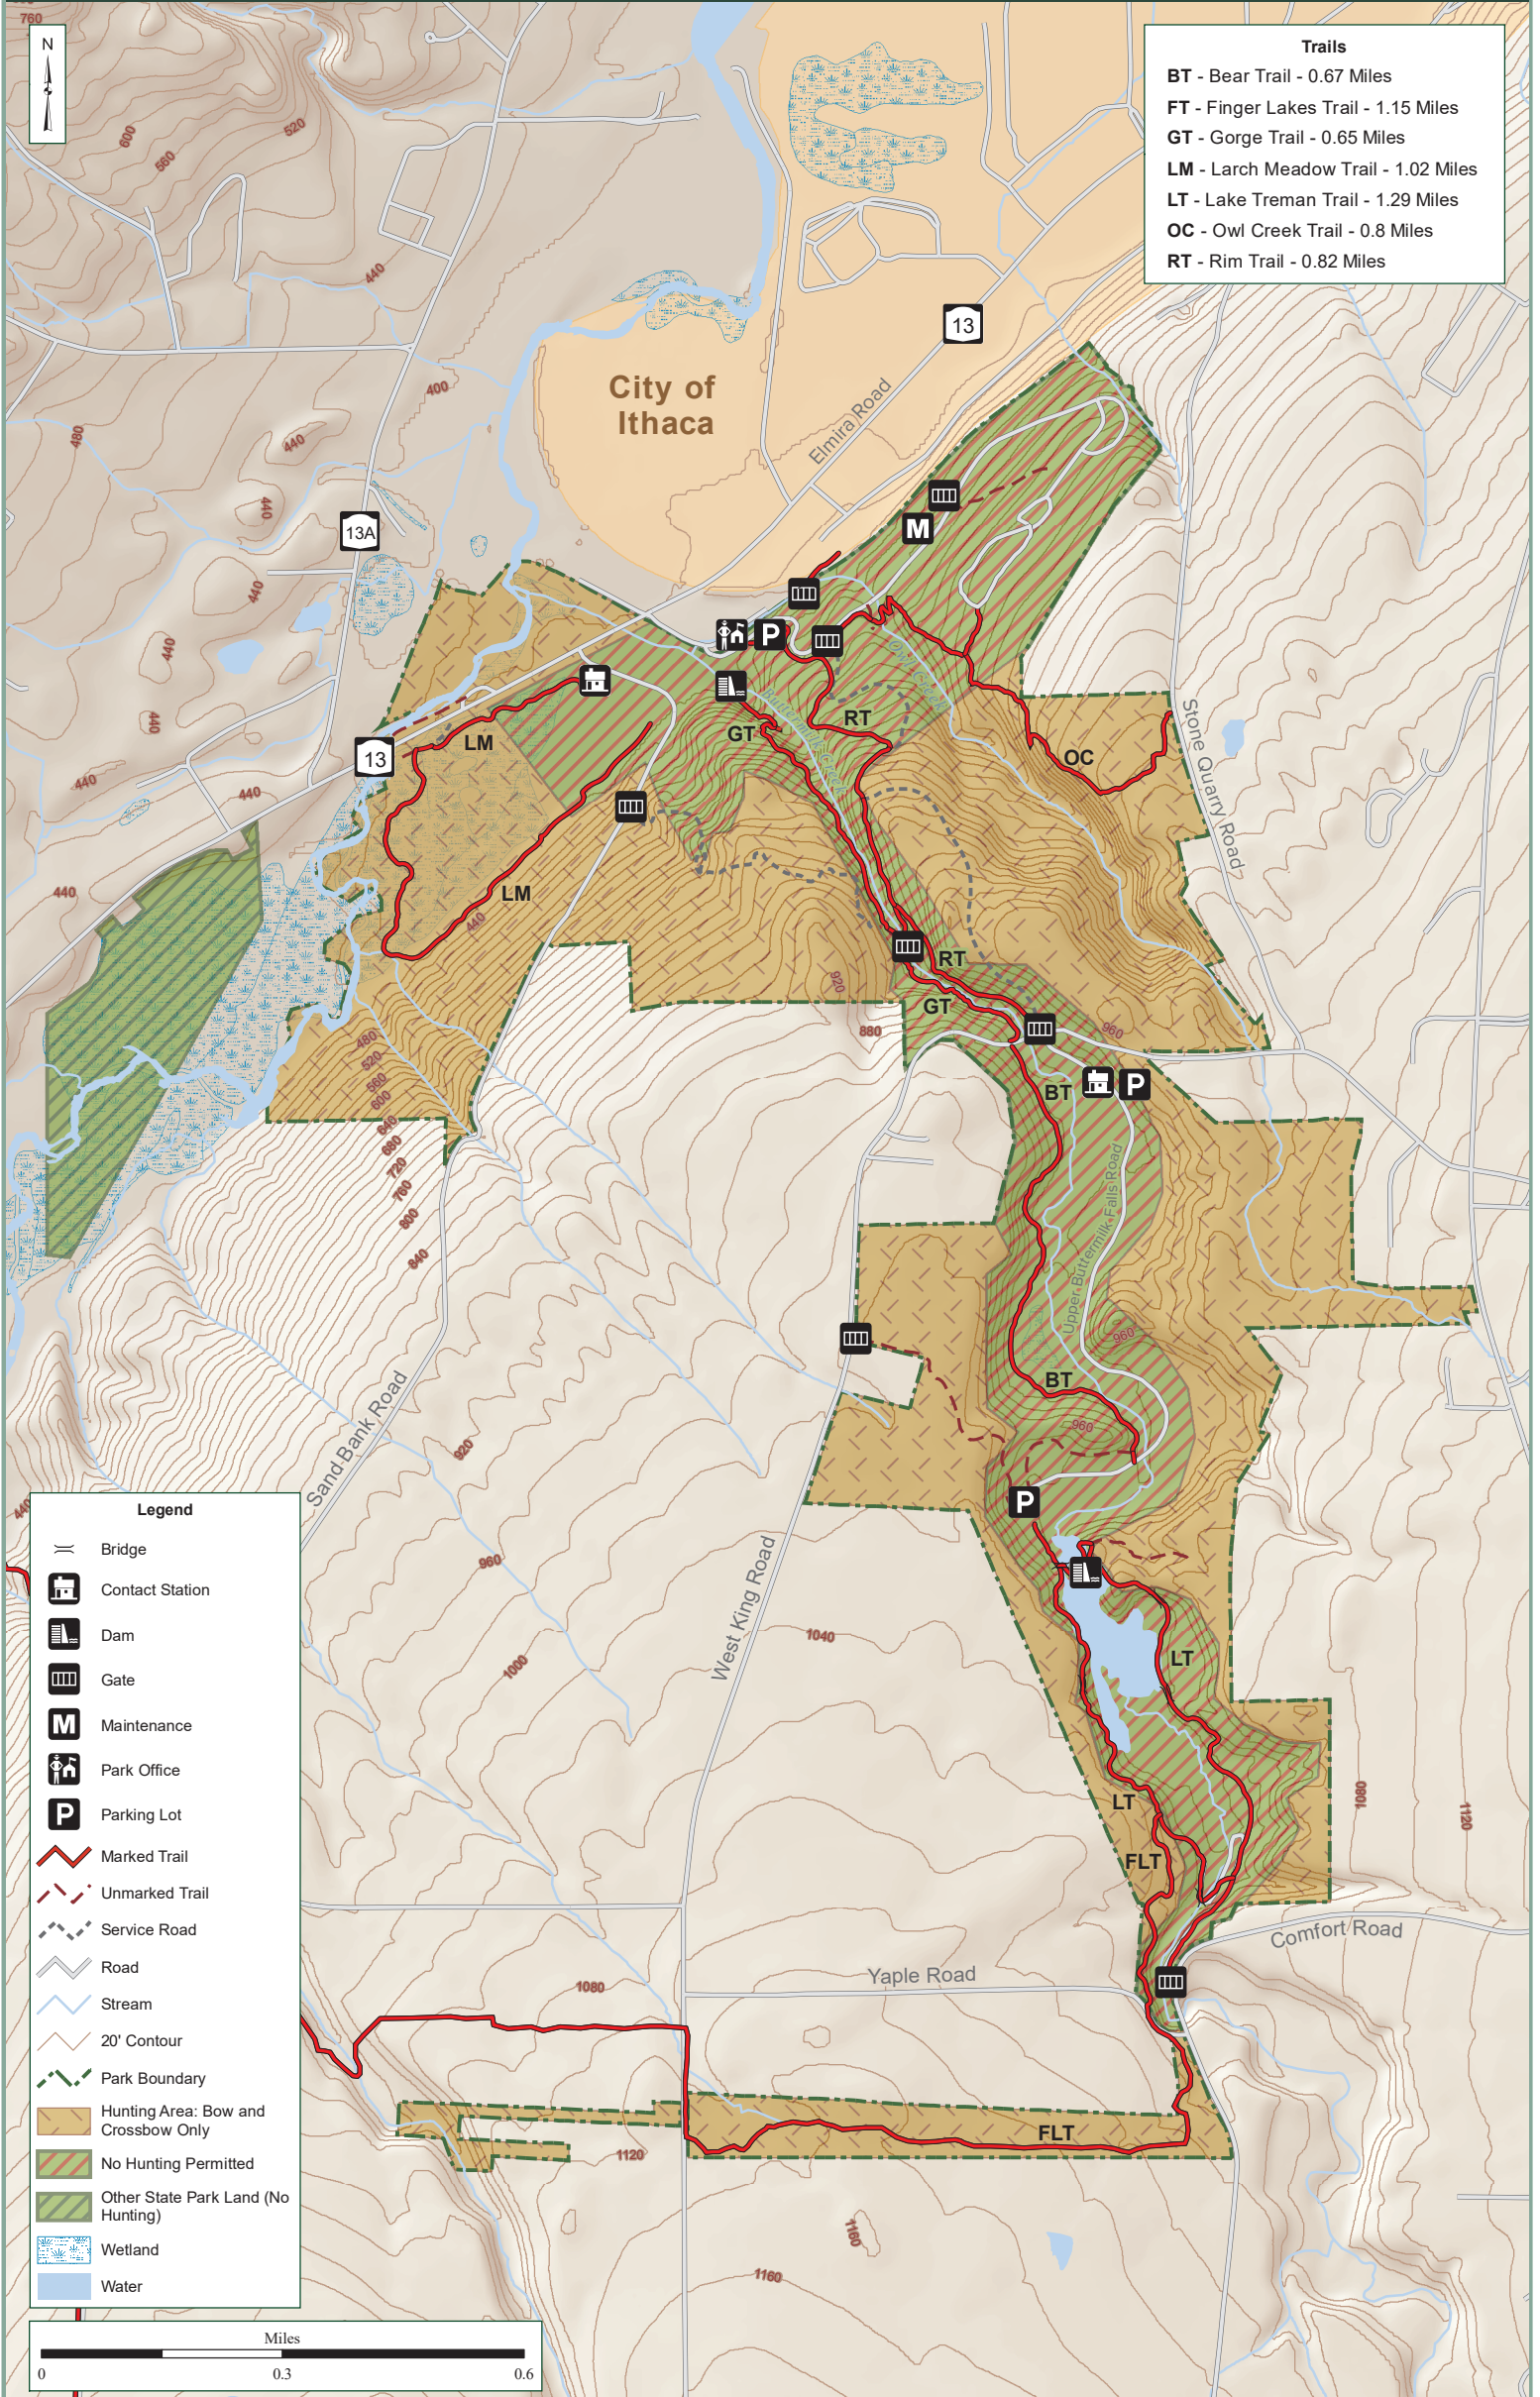 760
N
600
560
520
440
400
480
440
440
440
440
440
440
440
440
13A
13
13
City of
Ithaca
Elmira Road
Trails
BT - Bear Trail - 0.67 Miles
FT - Finger Lakes Trail - 1.15 Miles
GT - Gorge Trail - 0.65 Miles
LM - Larch Meadow Trail - 1.02 Miles
LT - Lake Treman Trail - 1.29 Miles
OC - Owl Creek Trail - 0.8 Miles
RT - Rim Trail - 0.82 Miles
M
P
Owl Creek
Buttermilk Creek
GT
RT
LM
OC
Stone Quarry Road
LM
440
920
RT
GT
880
960
480
520
560
600
640
680
720
760
800
840
BT
P
Upper Buttermilk Falls Road
960
BT
960
P
Sand Bank Road
920
440
960
West King Road
1040
1000
LT
1080
1120
LT
FLT
Comfort Road
Yaple Road
1080
FLT
1120
1160
1160
Legend
Bridge
Contact Station
Dam
Gate
M Maintenance
Park Office
P Parking Lot
Marked Trail
Unmarked Trail
Service Road
Road
Stream
20' Contour
Park Boundary
Hunting Area: Bow and
Crossbow Only
No Hunting Permitted
Other State Park Land (No
Hunting)
Wetland
Water
Miles
0 0.3 0.6